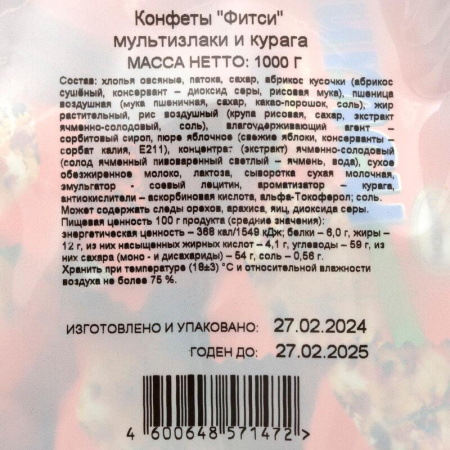 Конфеты "Фитси"
мультизлаки и курага
МАССА НЕТТО: 1000 Г
Состав: хлопья овсяные, патока, сахар, абрикос кусочки (абрикос
сушёный, консервант – диоксид серы, рисовая мука), пшеница
воздушная (мука пшеничная, сахар, какао-порошок, соль), жир
растительный, рис воздушный (крупа рисовая, сахар, экстракт
ячменно-солодовый, соль), влагоудерживающий агент –
сорбитовый сироп, пюре яблочное (свежие яблоки, консерванты –
сорбат калия, Е211), концентрат (экстракт) ячменно-солодовый
(солод ячменный пивоваренный светлый – ячмень, вода), сухое
обезжиренное молоко, лактоза, сыворотка сухая молочная,
эмульгатор - соевый лецитин, ароматизатор – курага,
антиокислители – аскорбиновая кислота, альфа-Токоферол; соль.
Может содержать следы орехов, арахиса, яиц, диоксида серы.
Пищевая ценность 100 г продукта (средние значения):
энергетическая ценность – 368 кал/1549 кДж; белки – 6,0 г, жиры –
12 г, из них насыщенных жирных кислот – 4,1 г, углеводы – 59 г, из
них сахара (моно - и дисахариды) – 54 г, соль – 0,56 г.
Хранить при температуре (18±3) °С и относительной влажности
воздуха не более 75 %.
ИЗГОТОВЛЕНО И УПАКОВАНО: 27.02.2024
ГОДЕН ДО: 27.02.2025
4 600648 571472 >